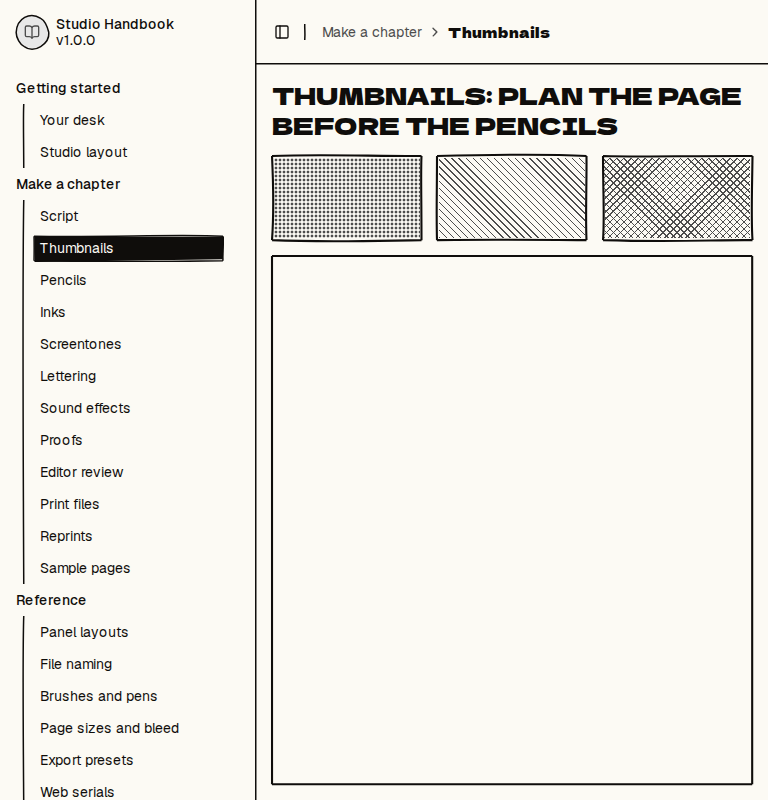 Studio Handbook
v1.0.0
Getting started
Your desk
Studio layout
Make a chapter
Script
Thumbnails
Pencils
Inks
Screentones
Lettering
Sound effects
Proofs
Editor review
Print files
Reprints
Sample pages
Reference
Panel layouts
File naming
Brushes and pens
Page sizes and bleed
Export presets
Web serials
Make a chapter > Thumbnails
THUMBNAILS: PLAN THE PAGE
BEFORE THE PENCILS